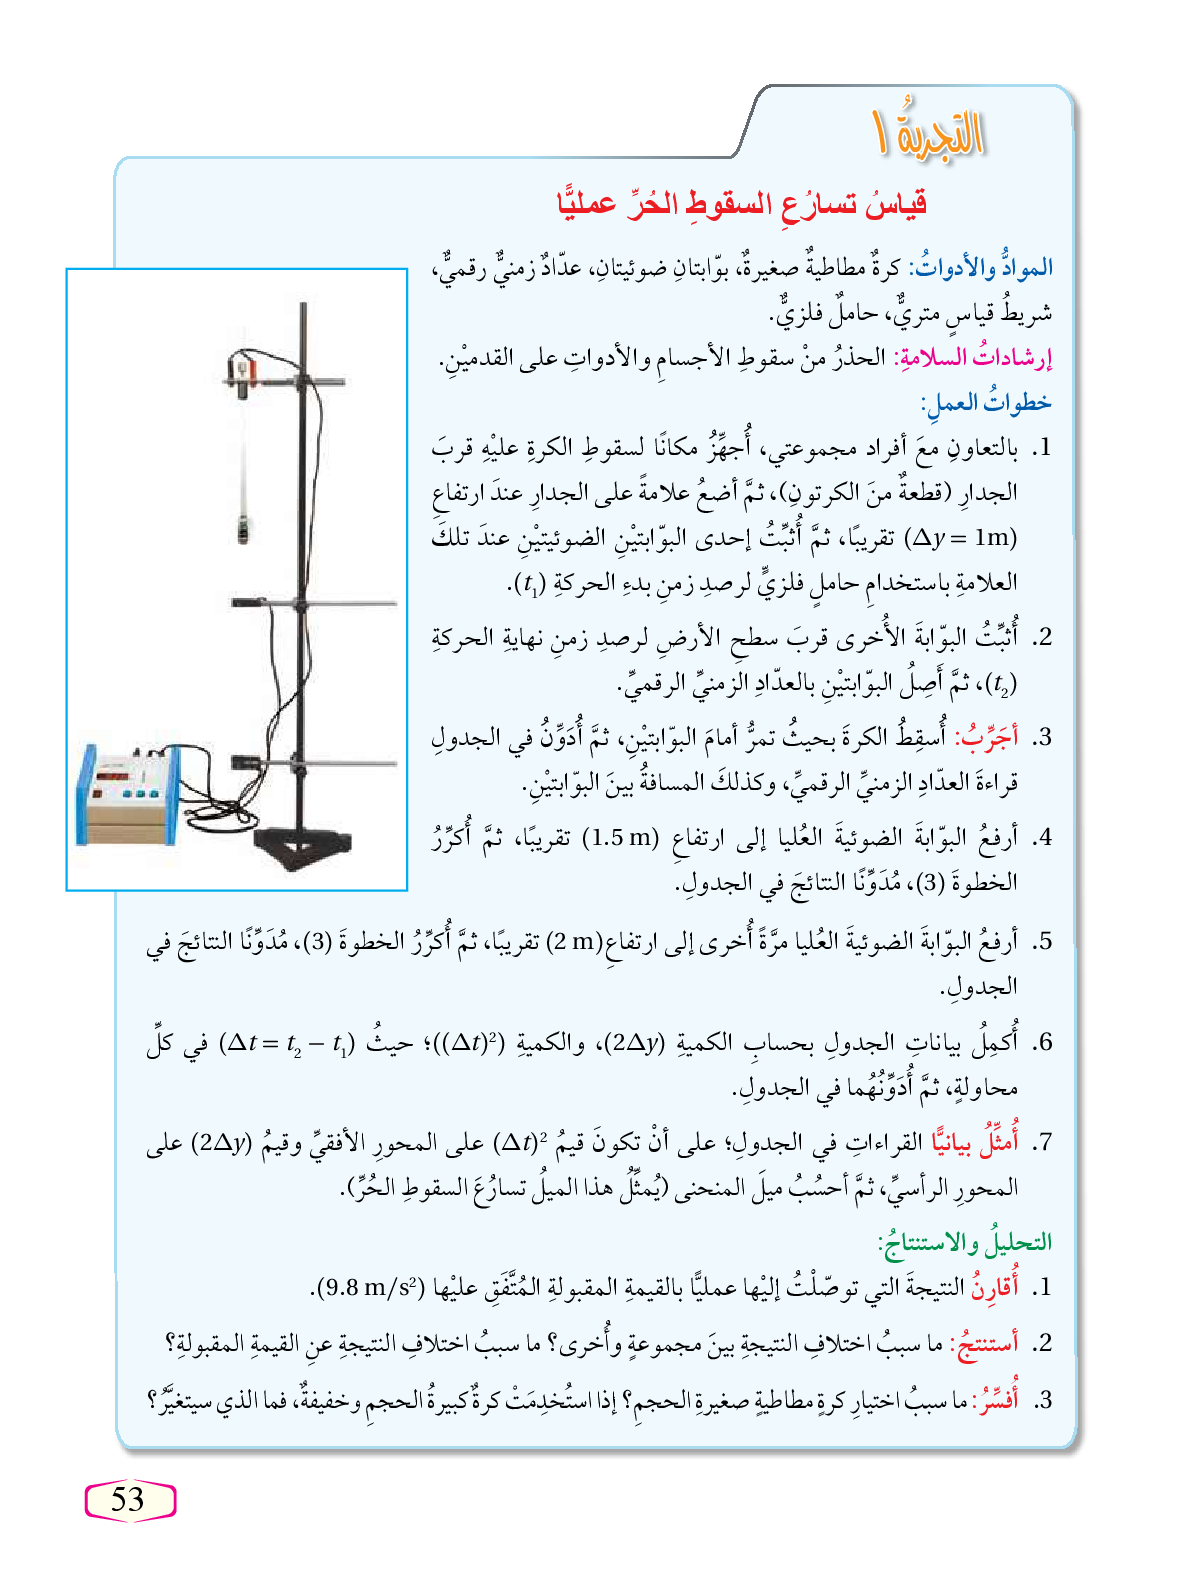 التجربةُ ١
قياسُ تسارُعِ السقوطِ الحُرِّ عمليًّا
الموادُّ والأدواتُ: كرةٌ مطاطيةٌ صغيرةٌ، بوّابتانِ ضوئيتانِ، عدّادٌ زمنيٌّ رقميٌّ،
شريطُ قياسٍ متريٌّ، حاملٌ فلزيٌّ.
إرشاداتُ السلامةِ: الحذرُ منْ سقوطِ الأجسامِ والأدواتِ على القدميْنِ.
خطواتُ العملِ:
1. بالتعاونِ معَ أفراد مجموعتي، أُجهِّزُ مكانًا لسقوطِ الكرةِ عليْهِ قربَ
الجدارِ (قطعةٌ منَ الكرتونِ)، ثمَّ أضعُ علامةً على الجدارِ عندَ ارتفاعِ
(Δy = 1m) تقريبًا، ثمَّ أُثبِّتُ إحدى البوّابتيْنِ الضوئيتيْنِ عندَ تلكَ
العلامةِ باستخدامِ حاملٍ فلزيٍّ لرصدِ زمنِ بدءِ الحركةِ (t₁).
2. أُثبِّتُ البوّابةَ الأُخرى قربَ سطحِ الأرضِ لرصدِ زمنِ نهايةِ الحركةِ
(t₂)، ثمَّ أَصِلُ البوّابتيْنِ بالعدّادِ الزمنيِّ الرقميِّ.
3. أجَرِّبُ: أُسقِطُ الكرةَ بحيثُ تمرُّ أمامَ البوّابتيْنِ، ثمَّ أُدَوِّنُ في الجدولِ
قراءةَ العدّادِ الزمنيِّ الرقميِّ، وكذلكَ المسافةُ بينَ البوّابتيْنِ.
4. أرفعُ البوّابةَ الضوئيةَ العُليا إلى ارتفاعِ (1.5 m) تقريبًا، ثمَّ أُكرِّرُ
الخطوةَ (3)، مُدَوِّنًا النتائجَ في الجدولِ.
5. أرفعُ البوّابةَ الضوئيةَ العُليا مرَّةً أُخرى إلى ارتفاعِ(2 m) تقريبًا، ثمَّ أُكرِّرُ الخطوةَ (3)، مُدَوِّنًا النتائجَ في
الجدولِ.
6. أُكمِلُ بياناتِ الجدولِ بحسابِ الكميةِ (2Δy)، والكميةِ ((Δt)²)؛ حيثُ (Δt = t₂ − t₁) في كلِّ
محاولةٍ، ثمَّ أُدَوِّنُهُما في الجدولِ.
7. أُمثِّلُ بيانيًّا القراءاتِ في الجدولِ؛ على أنْ تكونَ قيمُ (Δt)² على المحورِ الأفقيِّ وقيمُ (2Δy) على
المحورِ الرأسيِّ، ثمَّ أحسُبُ ميلَ المنحنى (يُمثِّلُ هذا الميلُ تسارُعَ السقوطِ الحُرِّ).
التحليلُ والاستنتاجُ:
1. أُقارِنُ النتيجةَ التي توصّلْتُ إليْها عمليًّا بالقيمةِ المقبولةِ المُتَّفَقِ عليْها (9.8 m/s²).
2. أستنتجُ: ما سببُ اختلافِ النتيجةِ بينَ مجموعةٍ وأُخرى؟ ما سببُ اختلافِ النتيجةِ عنِ القيمةِ المقبولةِ؟
3. أُفسِّرُ: ما سببُ اختيارِ كرةٍ مطاطيةٍ صغيرةِ الحجمِ؟ إذا استُخدِمَتْ كرةٌ كبيرةُ الحجمِ وخفيفةٌ، فما الذي سيتغيَّرُ؟
53